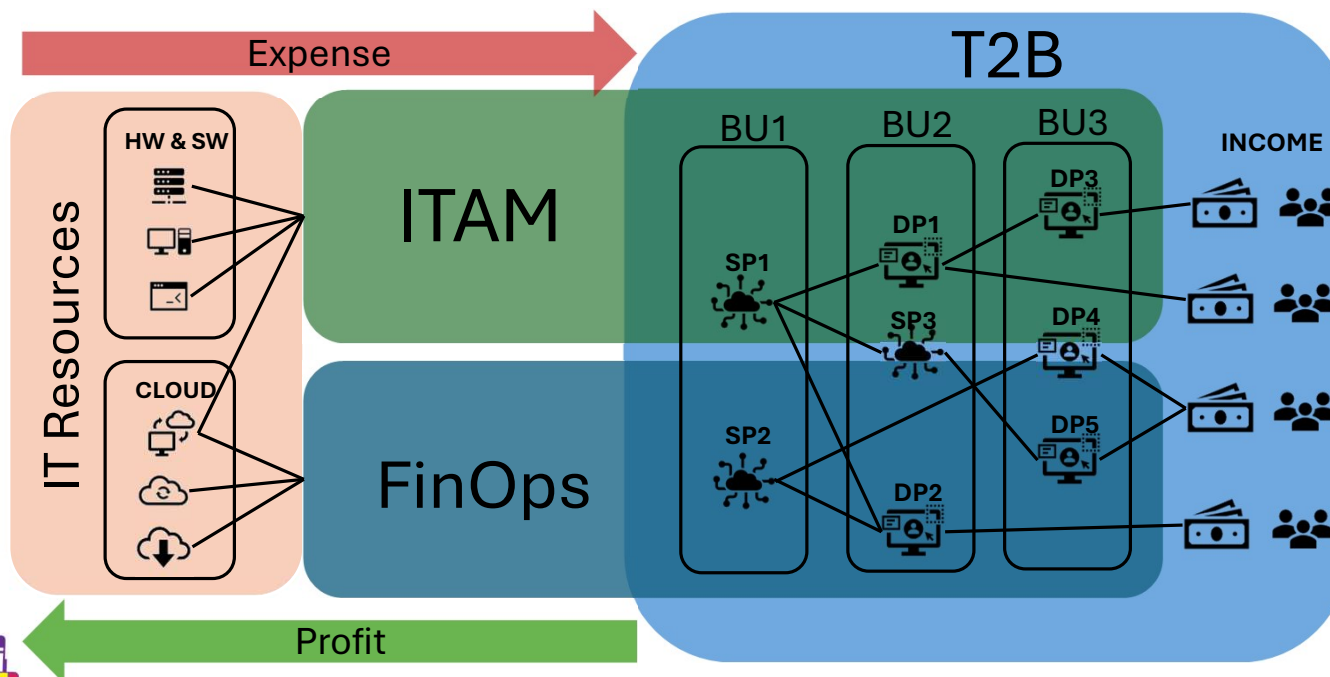 Expense
T2B
HW & SW
IT Resources
CLOUD
ITAM
FinOps
BU1
BU2
BU3
INCOME
SP1
SP2
DP1
SP3
DP2
DP3
DP4
DP5
Profit